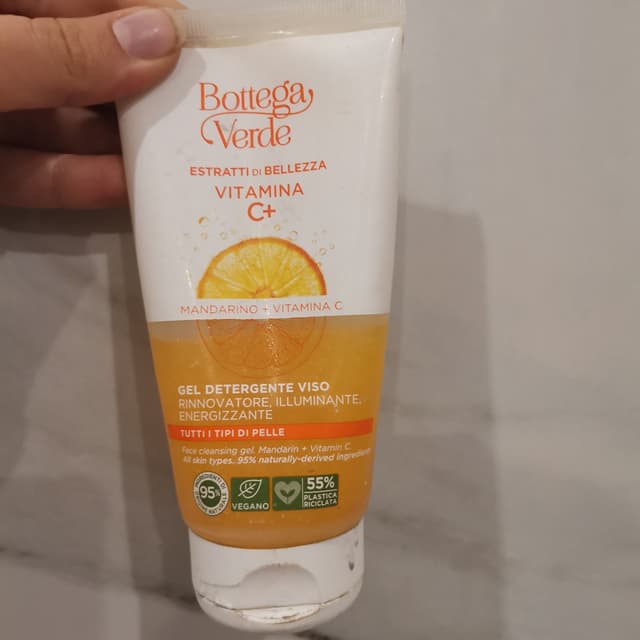 Bottega
Verde
ESTRATTI DI BELLEZZA
VITAMINA
C+
MANDARINO + VITAMINA C
GEL DETERGENTE VISO
RINNOVATORE, ILLUMINANTE,
ENERGIZZANTE
TUTTI I TIPI DI PELLE
Face cleansing gel. Mandarin + Vitamin C.
All skin types. 95% naturally-derived ingredients
95%
VEGANO
55%
PLASTICA
RICICLATA